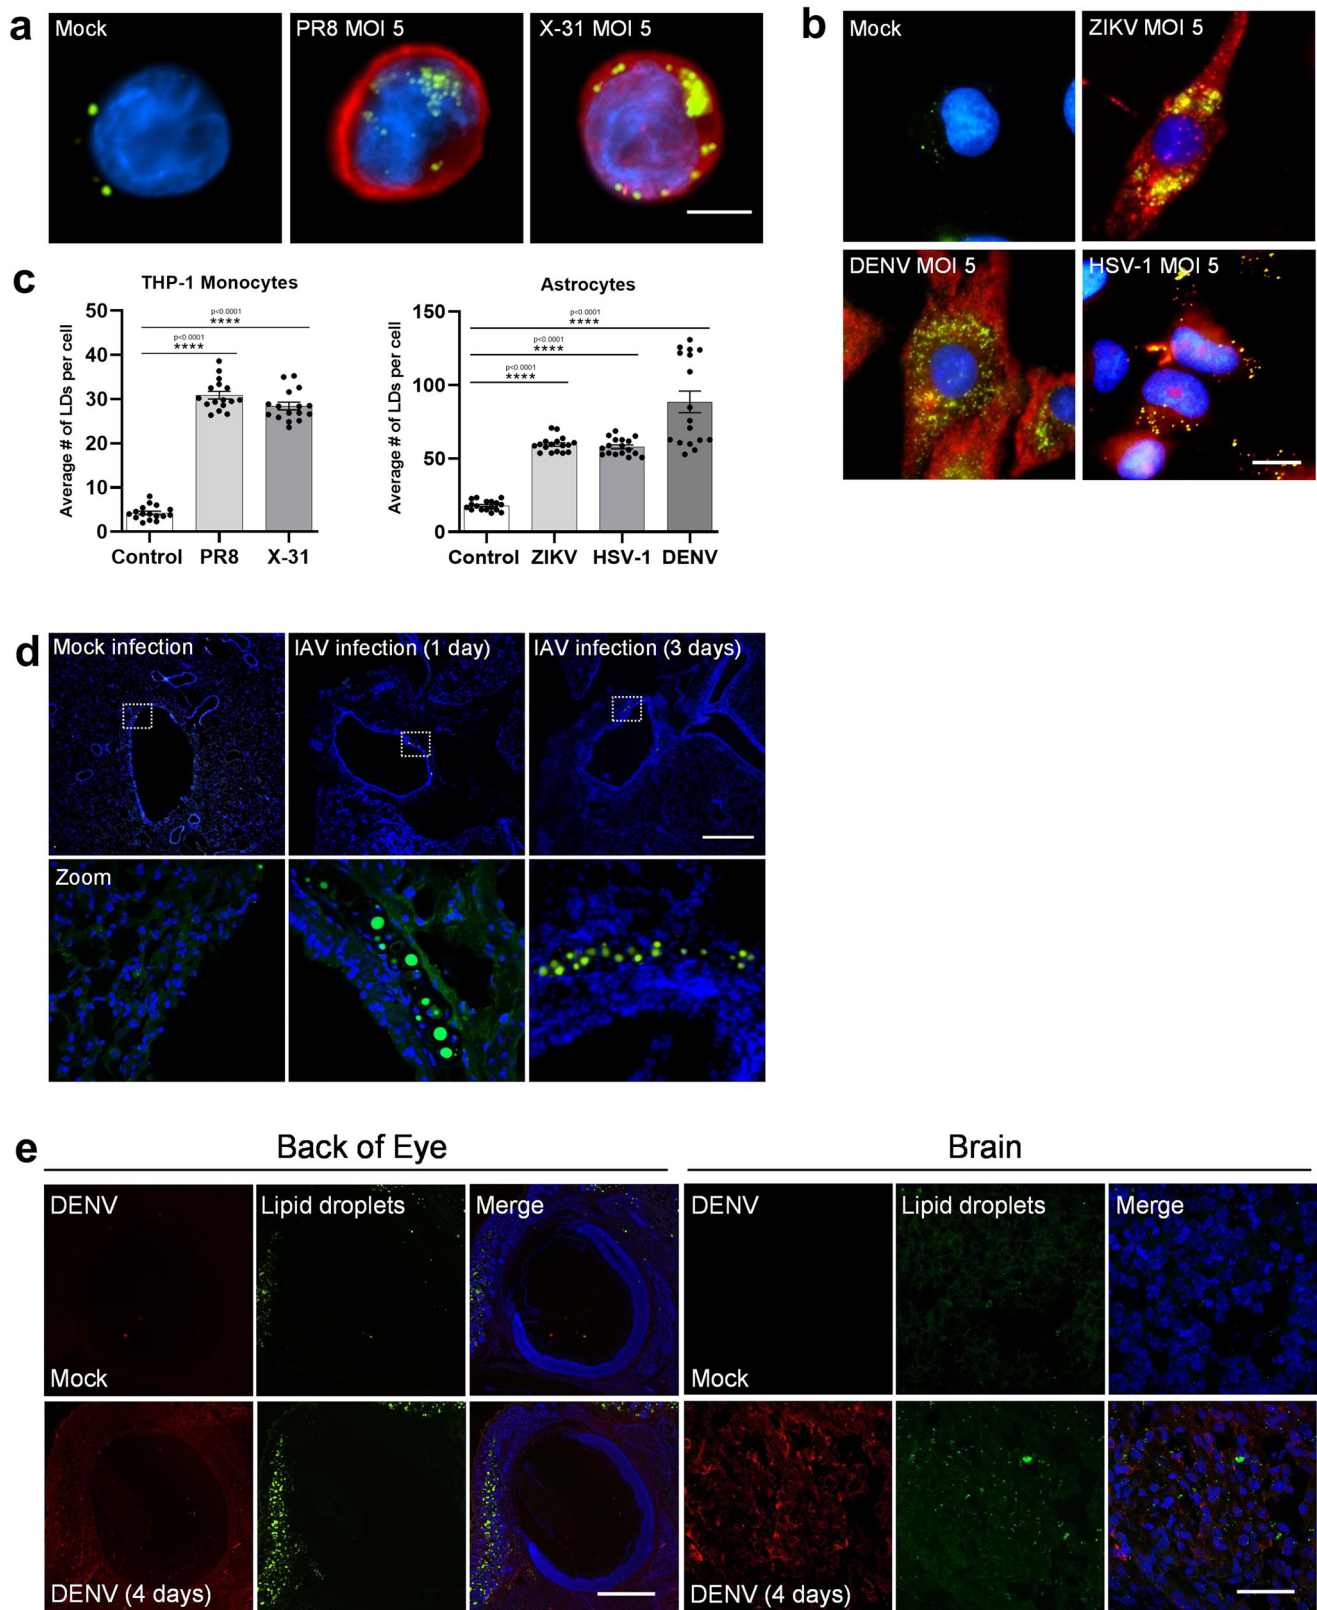 a
Mock
PR8 MOI 5
X-31 MOI 5
b
Mock
ZIKV MOI 5
DENV MOI 5
HSV-1 MOI 5
c
THP-1 Monocytes
Average # of LDs per cell
50
40
30
20
10
0
p<0.0001
****
p<0.0001
****
Control
PR8
X-31
Astrocytes
Average # of LDs per cell
150
100
50
0
p<0.0001
****
p<0.0001
****
p<0.0001
****
Control
ZIKV
HSV-1
DENV
d
Mock infection
IAV infection (1 day)
IAV infection (3 days)
Zoom
e
Back of Eye
Brain
DENV
Lipid droplets
Merge
DENV
Lipid droplets
Merge
Mock
Mock
DENV (4 days)
DENV (4 days)